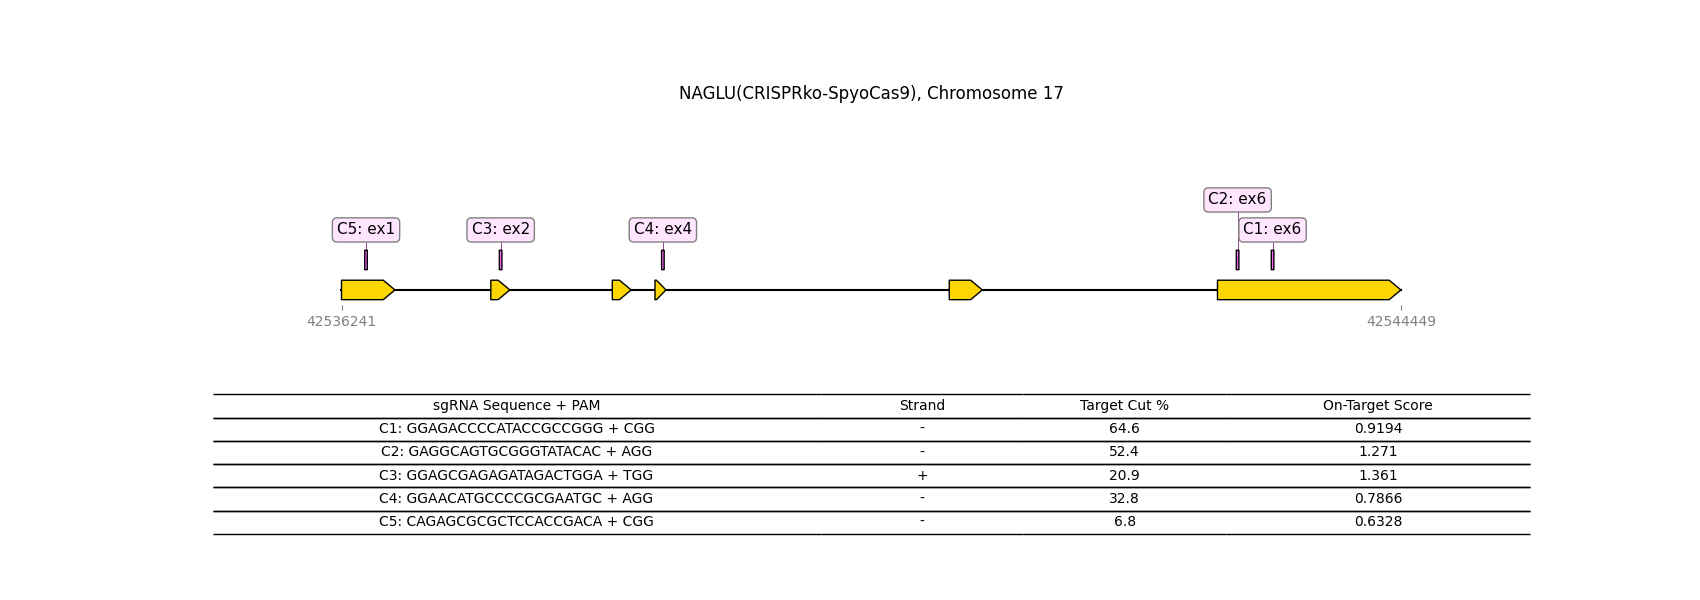 NAGLU(CRISPRko-SpyoCas9), Chromosome 17
C2: ex6
C5: ex1 C3: ex2 C4: ex4 C1: ex6
42536241 42544449
sgRNA Sequence + PAM Strand Target Cut % On-Target Score
C1: GGAGACCCCATACCGCCGGG + CGG - 64.6 0.9194
C2: GAGGCAGTGCGGGTATACAC + AGG - 52.4 1.271
C3: GGAGCGAGAGATAGACTGGA + TGG + 20.9 1.361
C4: GGAACATGCCCCGCGAATGC + AGG - 32.8 0.7866
C5: CAGAGCGCGCTCCACCGACA + CGG - 6.8 0.6328